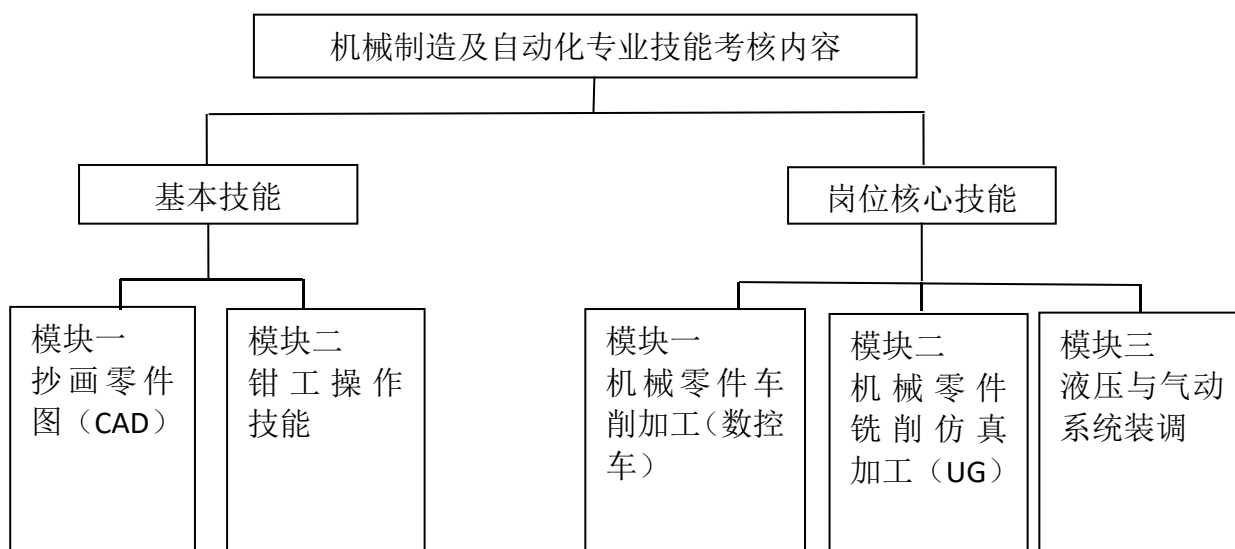 机械制造及自动化专业技能考核内容
基本技能
岗位核心技能
模块一
抄画零件
图（CAD）
模块二
钳工操作
技能
模块一
机械零件车
削加工（数控
车）
模块二
机械零件
铣削仿真
加工（UG）
模块三
液压与气动
系统装调